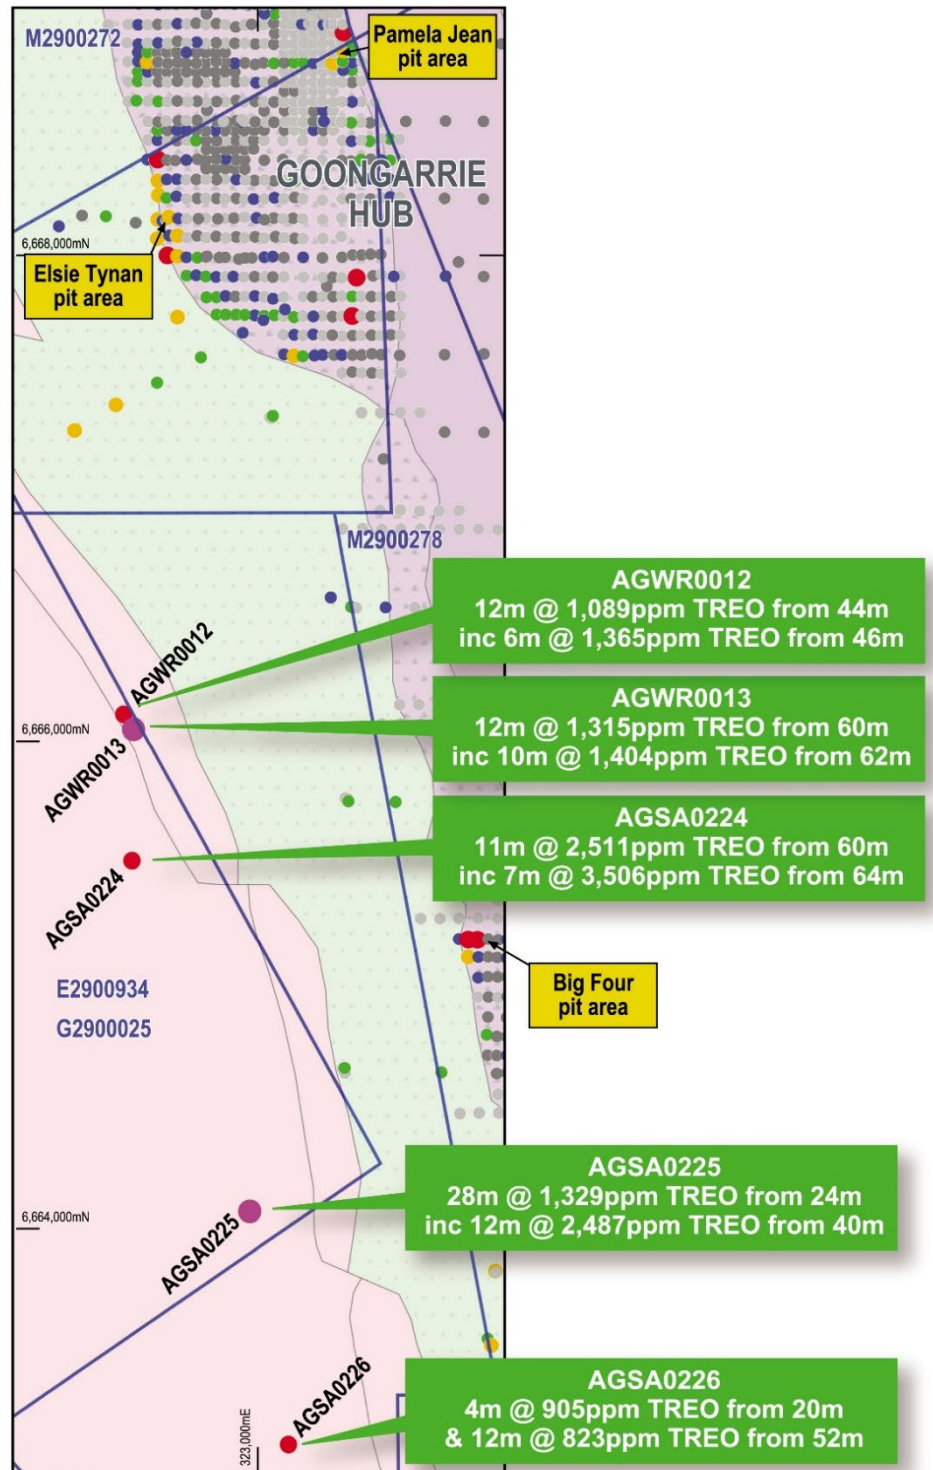 M2900272
Pamela Jean
pit area
GOONGARRIE
HUB
6,668,000mN
Elsie Tynan
pit area
M2900278
AGWR0012
12m @ 1,089ppm TREO from 44m
inc 6m @ 1,365ppm TREO from 46m
AGWR0012
AGWR0013
12m @ 1,315ppm TREO from 60m
inc 10m @ 1,404ppm TREO from 62m
6,666,000mN
AGWR0013
AGSA0224
11m @ 2,511ppm TREO from 60m
inc 7m @ 3,506ppm TREO from 64m
AGSA0224
E2900934
G2900025
Big Four
pit area
AGSA0225
28m @ 1,329ppm TREO from 24m
inc 12m @ 2,487ppm TREO from 40m
6,664,000mN
AGSA0225
AGSA0226
4m @ 905ppm TREO from 20m
& 12m @ 823ppm TREO from 52m
AGSA0226
323,000mE